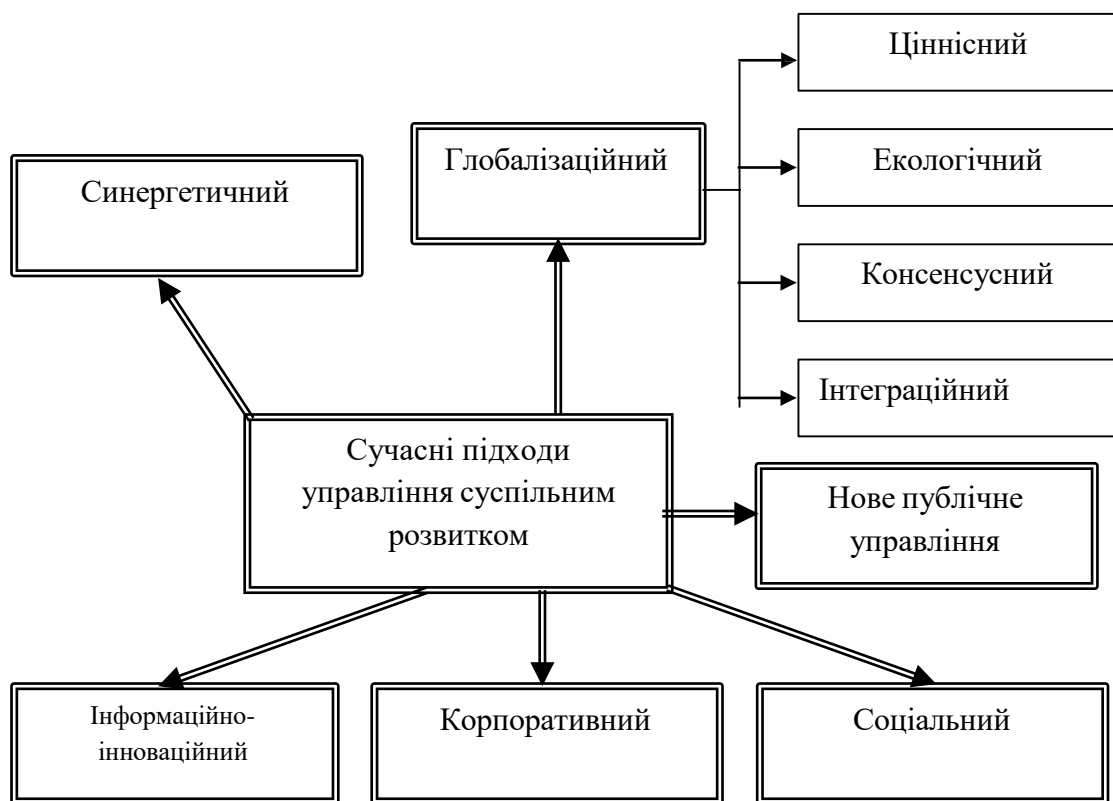 Ціннісний
Глобалізаційний
Екологічний
Синергетичний
Консенсусний
Інтеграційний
Сучасні підходи
управління суспільним
розвитком
Нове публічне
управління
Інформаційно-
інноваційний
Корпоративний
Соціальний